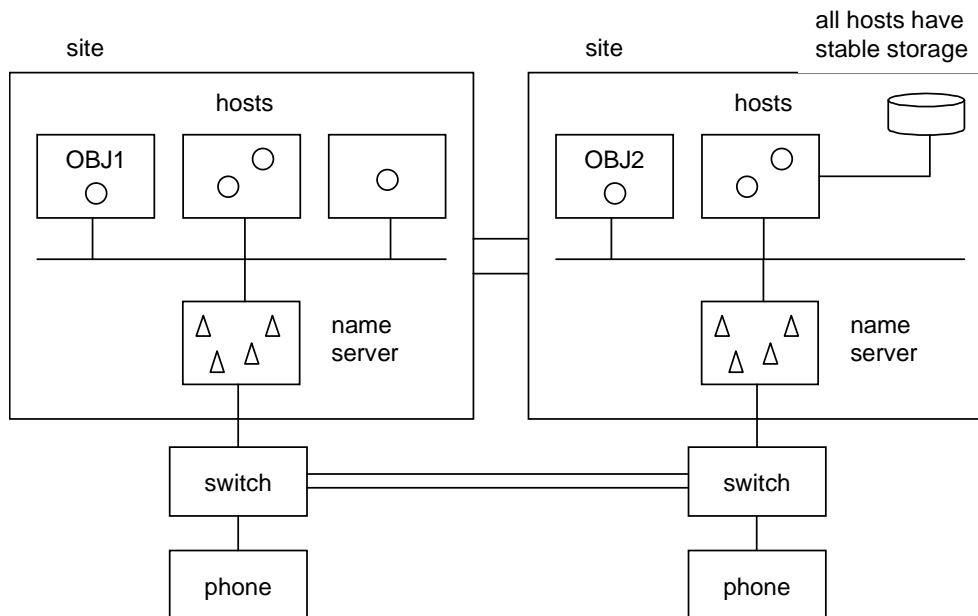 all hosts have
stable storage
site
site
hosts
hosts
OBJ1
OBJ2
name
server
name
server
switch
switch
phone
phone